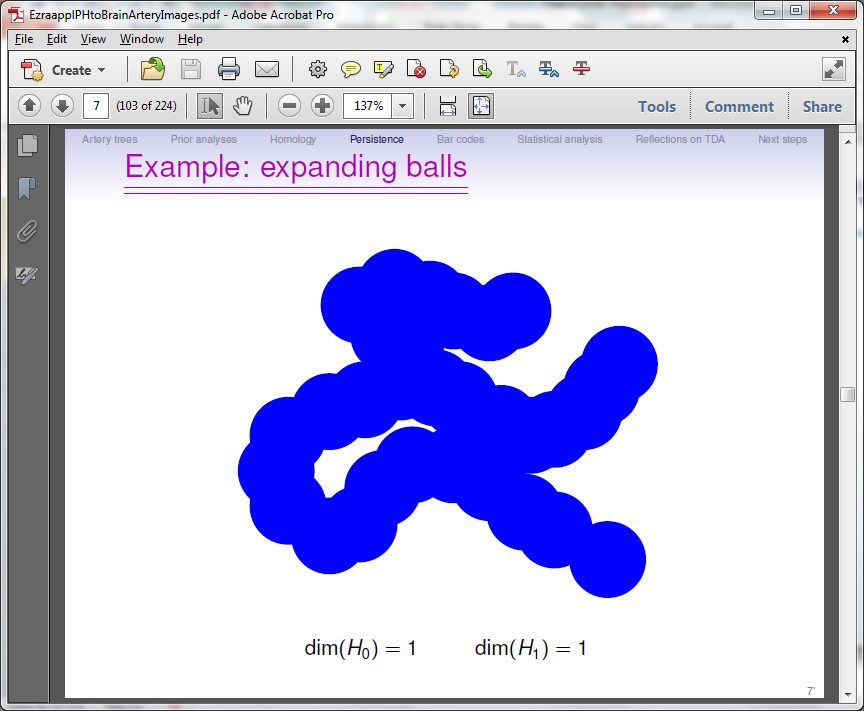 EzraapplPHtoBrainArteryImages.pdf - Adobe Acrobat Pro
File Edit View Window Help
Create
7 (103 of 224) 137% Tools Comment Share
Artery trees Prior analyses Homology Persistence Bar codes Statistical analysis Reflections on TDA Next steps
Example: expanding balls
dim(H₀) = 1 dim(H₁) = 1
7'